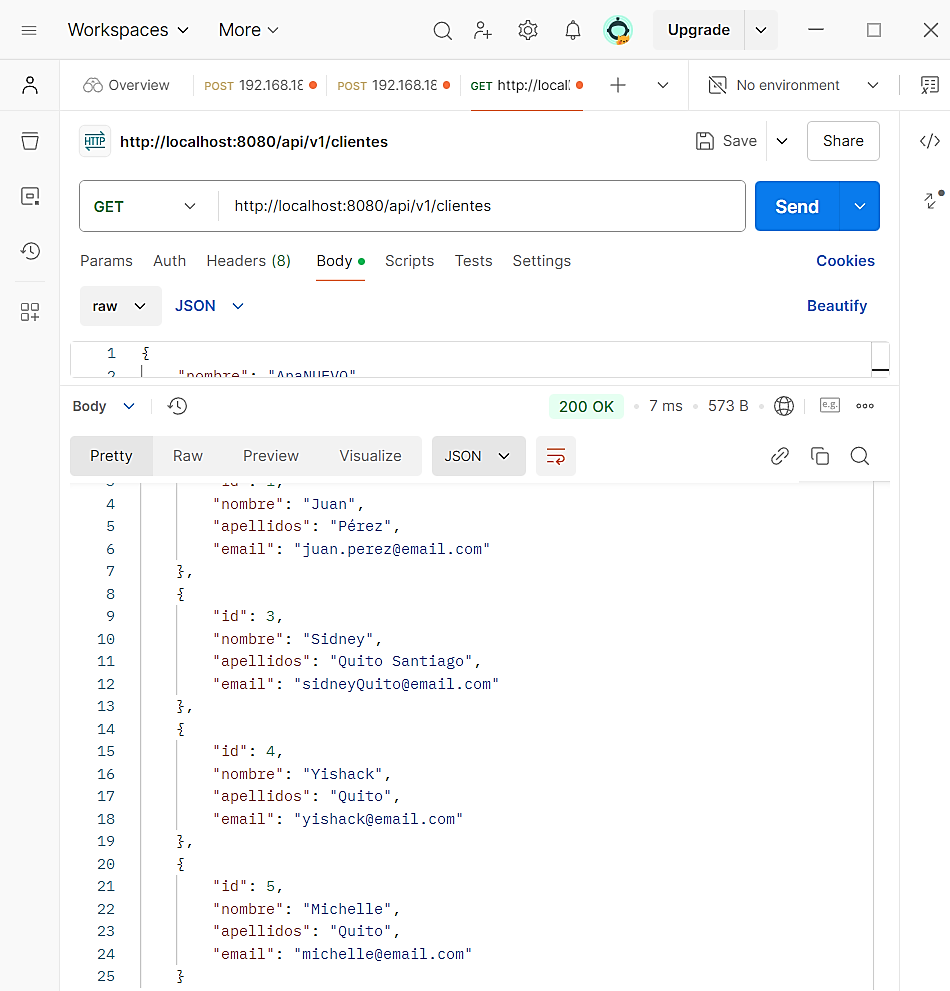 Workspaces More Upgrade
Overview POST 192.168.18 POST 192.168.18 GET http://local: No environment
HTTP http://localhost:8080/api/v1/clientes Save Share
GET http://localhost:8080/api/v1/clientes Send
Params Auth Headers (8) Body Scripts Tests Settings Cookies
raw JSON Beautify
1 {
2 "nombre": "AnaNUEVO"
Body 200 OK 7 ms 573 B e.g.
Pretty Raw Preview Visualize JSON
3 "id": 1,
4 "nombre": "Juan",
5 "apellidos": "Pérez",
6 "email": "juan.perez@email.com"
7 },
8 {
9 "id": 3,
10 "nombre": "Sidney",
11 "apellidos": "Quito Santiago",
12 "email": "sidneyQuito@email.com"
13 },
14 {
15 "id": 4,
16 "nombre": "Yishack",
17 "apellidos": "Quito",
18 "email": "yishack@email.com"
19 },
20 {
21 "id": 5,
22 "nombre": "Michelle",
23 "apellidos": "Quito",
24 "email": "michelle@email.com"
25 }